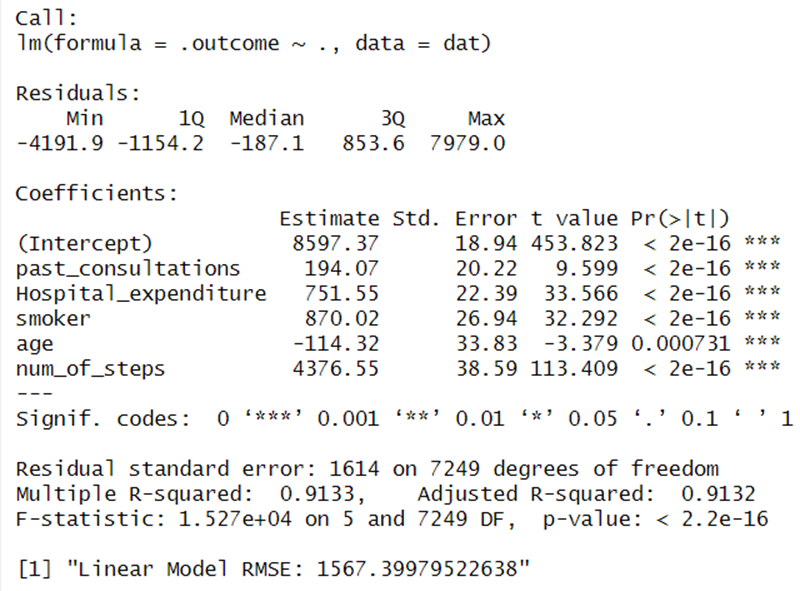 Call:
lm(formula = .outcome ~ ., data = dat)
Residuals:
Min 1Q Median 3Q Max
-4191.9 -1154.2 -187.1 853.6 7979.0
Coefficients:
Estimate Std. Error t value Pr(>|t|)
(Intercept) 8597.37 18.94 453.823 < 2e-16 ***
past_consultations 194.07 20.22 9.599 < 2e-16 ***
Hospital_expenditure 751.55 22.39 33.566 < 2e-16 ***
smoker 870.02 26.94 32.292 < 2e-16 ***
age -114.32 33.83 -3.379 0.000731 ***
num_of_steps 4376.55 38.59 113.409 < 2e-16 ***
---
Signif. codes: 0 ‘***’ 0.001 ‘**’ 0.01 ‘*’ 0.05 ‘.’ 0.1 ‘ ’ 1
Residual standard error: 1614 on 7249 degrees of freedom
Multiple R-squared: 0.9133, Adjusted R-squared: 0.9132
F-statistic: 1.527e+04 on 5 and 7249 DF, p-value: < 2.2e-16
[1] "Linear Model RMSE: 1567.39979522638"